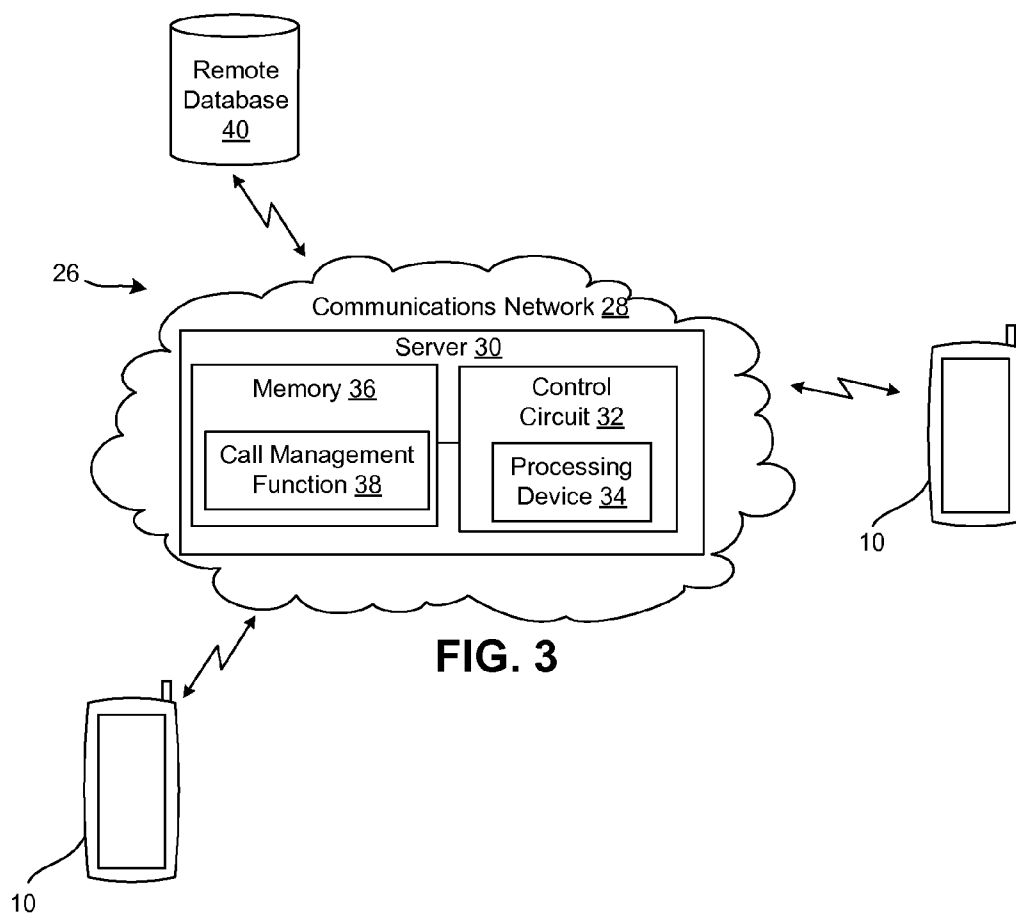 Remote
Database
40
26
Communications Network 28
Server 30
Memory 36
Call Management
Function 38
Control
Circuit 32
Processing
Device 34
10
FIG. 3
10